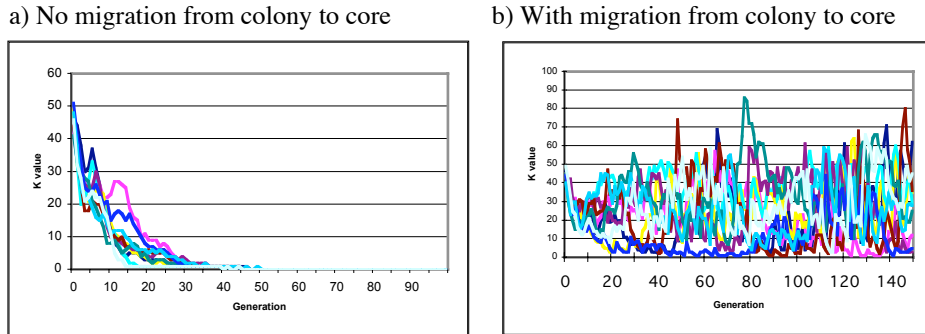 a) No migration from colony to core
b) With migration from colony to core
60
50
40
30
20
10
0
K value
0 10 20 30 40 50 60 70 80 90
Generation
100
90
80
70
60
50
40
30
20
10
0
K value
0 20 40 60 80 100 120 140
Generation